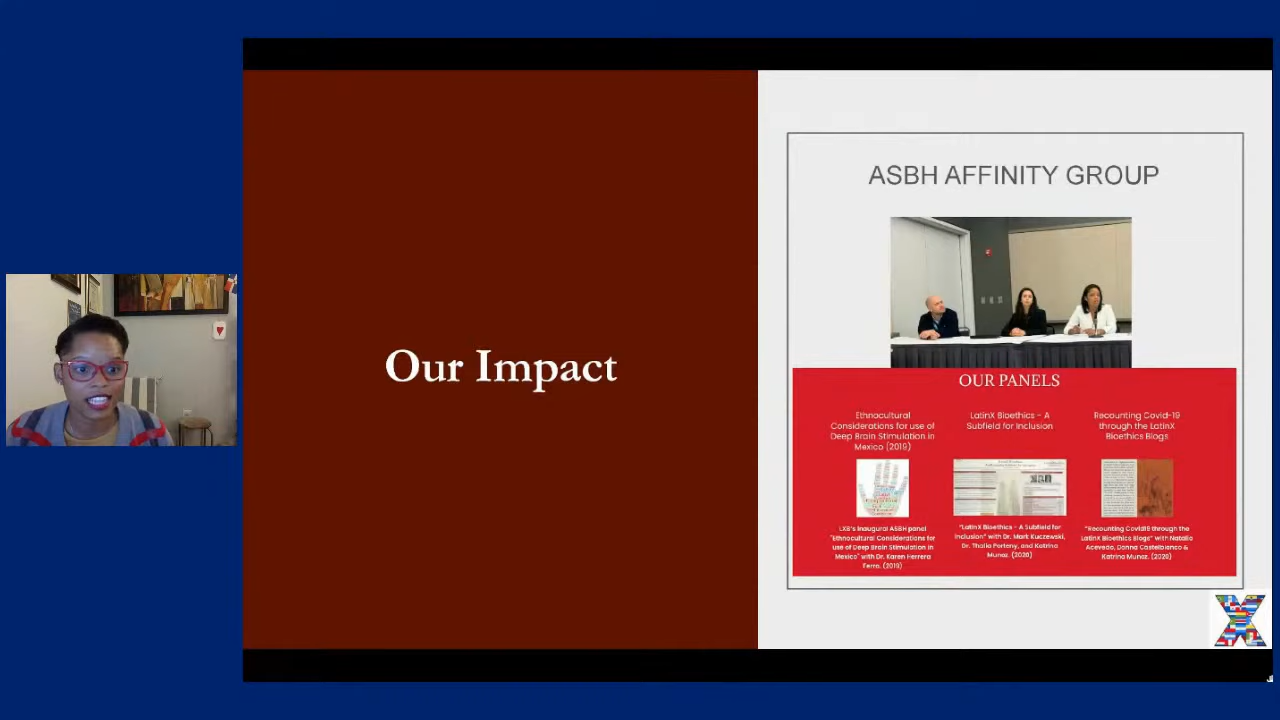 Our Impact
ASBH AFFINITY GROUP
OUR PANELS
Ethnocultural
Considerations for use of
Deep Brain Stimulation in
Mexico (2019)
LatinX Bioethics - A
Subfield for Inclusion
Recounting Covid-19
through the LatinX
Bioethics Blogs
LXB's inaugural ASBH panel
"Ethnocultural Considerations for
use of Deep Brain Stimulation in
Mexico" with Dr. Karen Herrera
Ferra. (2019)
"LatinX Bioethics - A Subfield for
Inclusion" with Dr. Mark Kuczewski,
Dr. Thalia Porteny, and Katrina
Munoz. (2020)
"Recounting Covid19 through the
LatinX Bioethics Blogs" with Natalia
Acevedo, Donna Castelblanco &
Katrina Munoz. (2020)